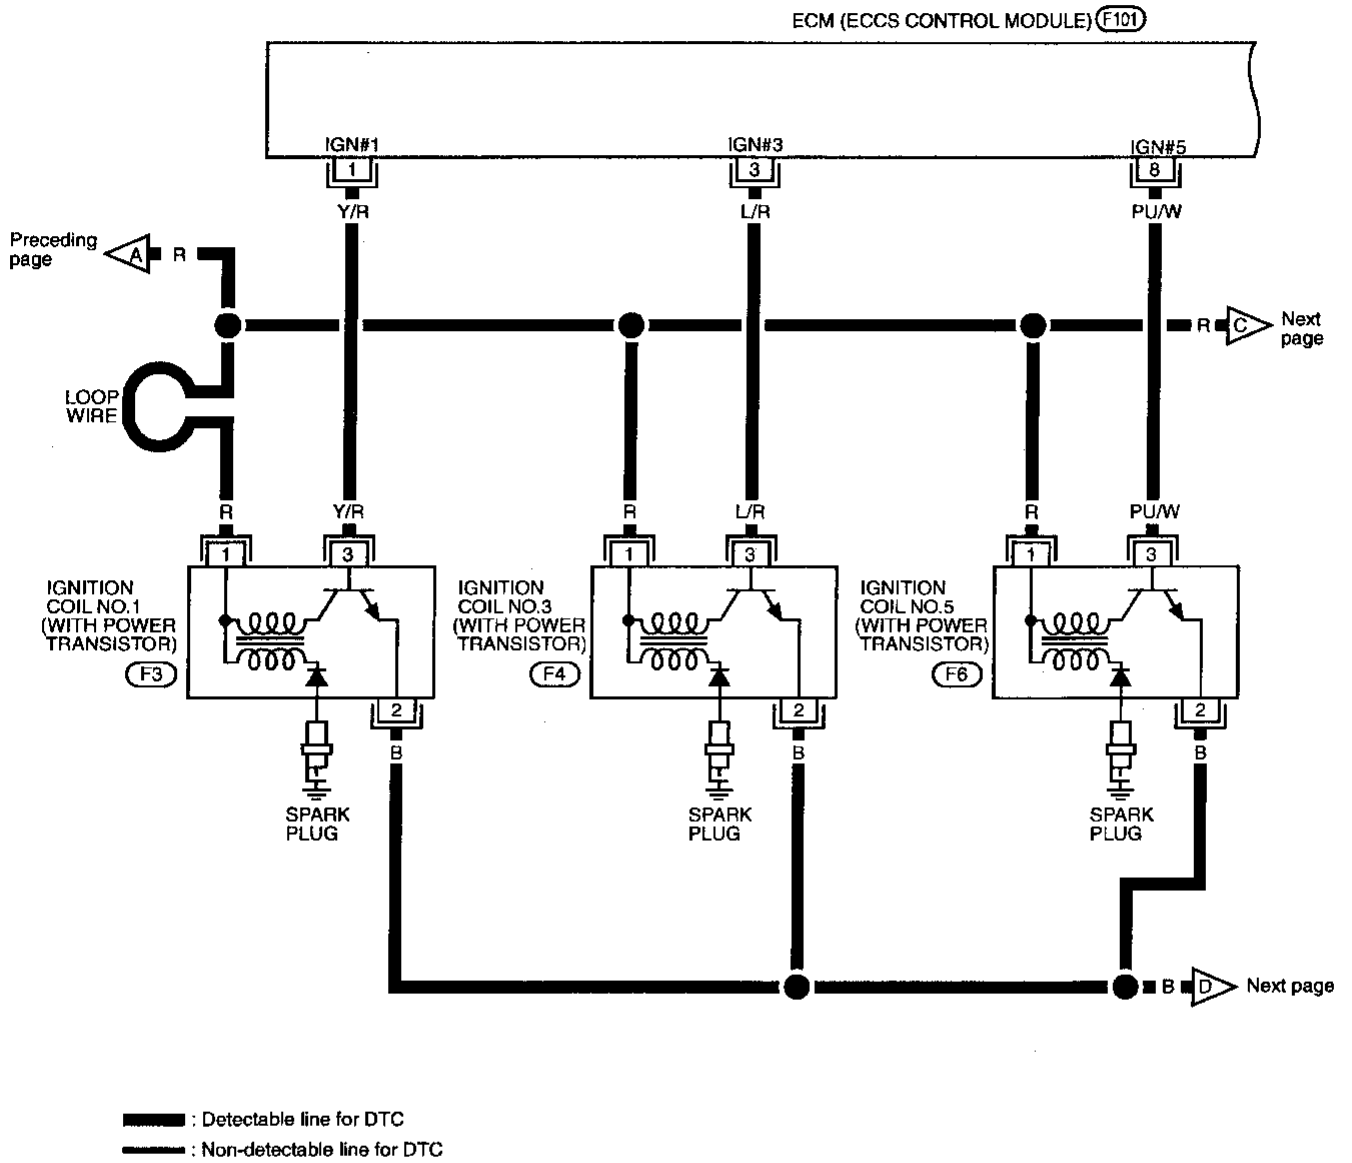 ECM (ECCS CONTROL MODULE) F101
IGN#1
IGN#3
IGN#5
1
3
8
Y/R
L/R
PU/W
Preceding
page
A
R
R
C
Next
page
LOOP
WIRE
R
Y/R
R
L/R
R
PU/W
1
3
1
3
1
3
IGNITION
COIL NO.1
(WITH POWER
TRANSISTOR)
F3
IGNITION
COIL NO.3
(WITH POWER
TRANSISTOR)
F4
IGNITION
COIL NO.5
(WITH POWER
TRANSISTOR)
F6
2
2
2
B
B
B
SPARK
PLUG
SPARK
PLUG
SPARK
PLUG
B
D
Next page
: Detectable line for DTC
: Non-detectable line for DTC